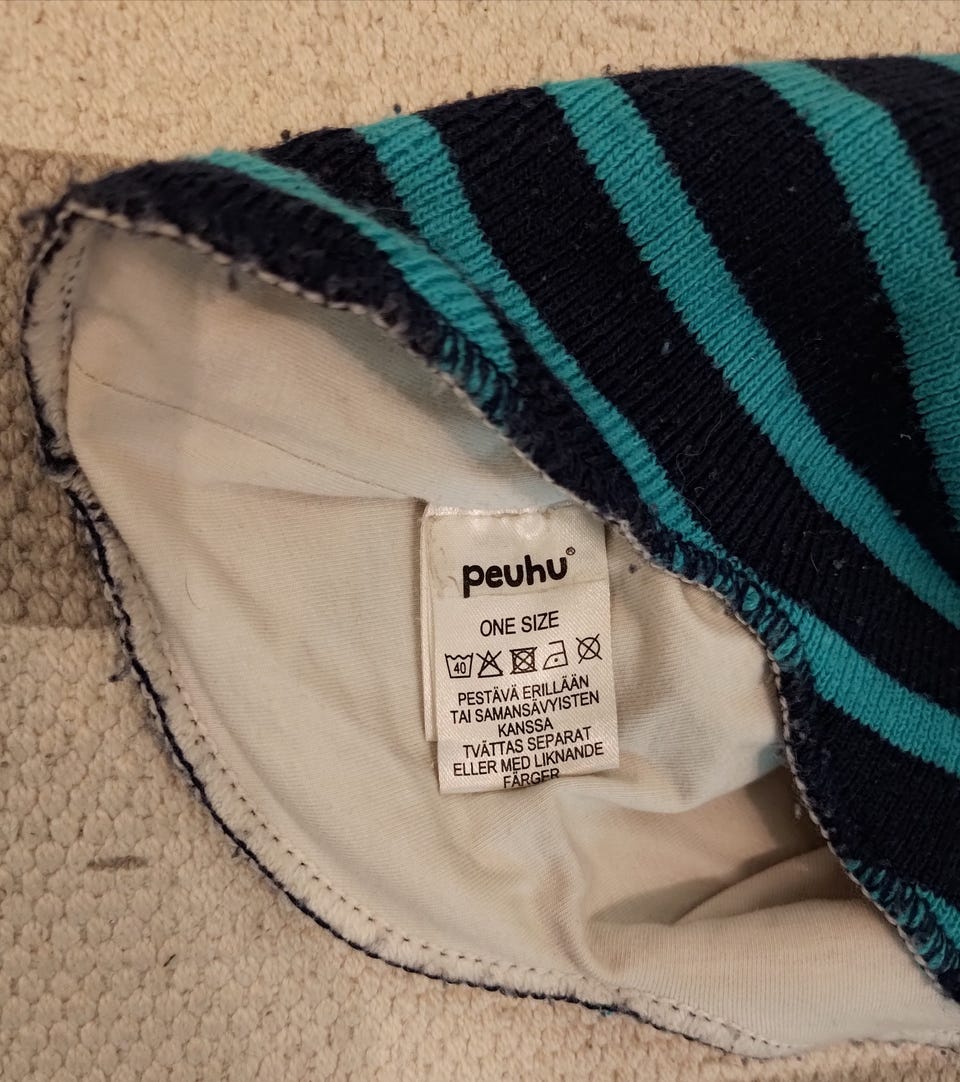 peuhu®
ONE SIZE
40
PESTÄVÄ ERILLÄÄN
TAI SAMANSÄVYISTEN
KANSSA
TVÄTTAS SEPARAT
ELLER MED LIKNANDE
FÄRGER